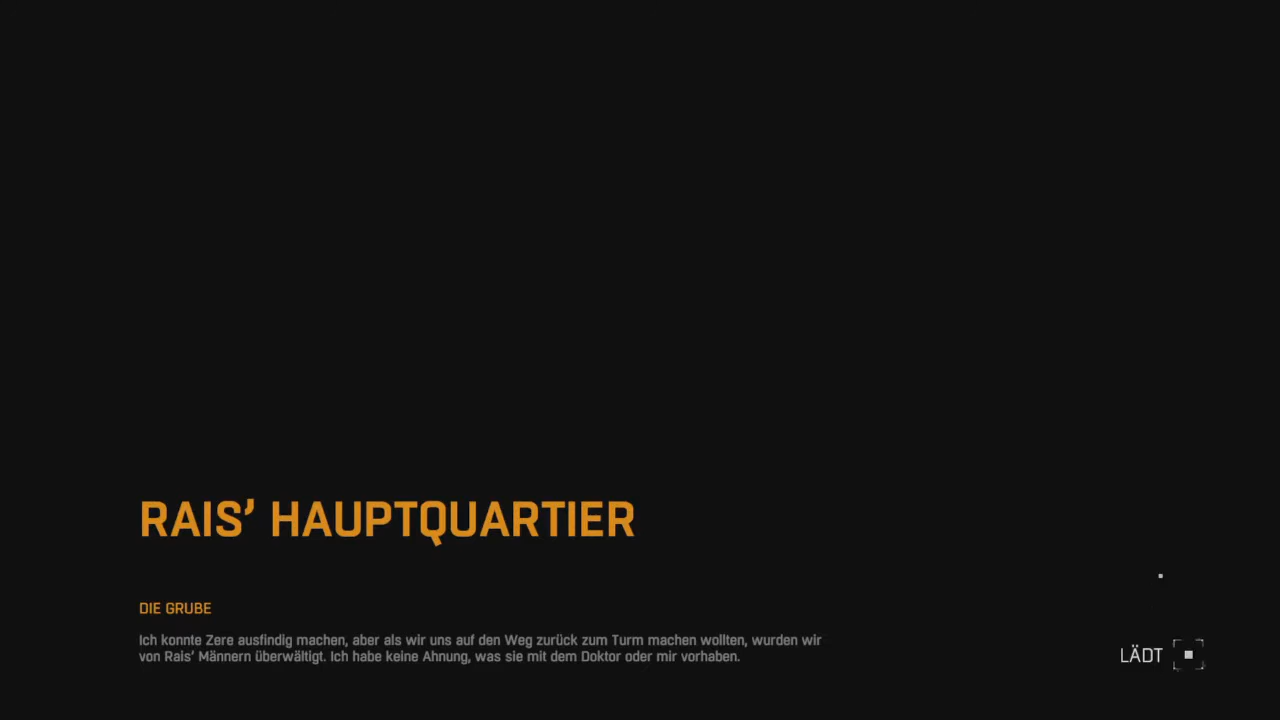 RAIS’ HAUPTQUARTIER
DIE GRUBE
Ich konnte Zere ausfindig machen, aber als wir uns auf den Weg zurück zum Turm machen wollten, wurden wir
von Rais’ Männern überwältigt. Ich habe keine Ahnung, was sie mit dem Doktor oder mir vorhaben.
LÄDT